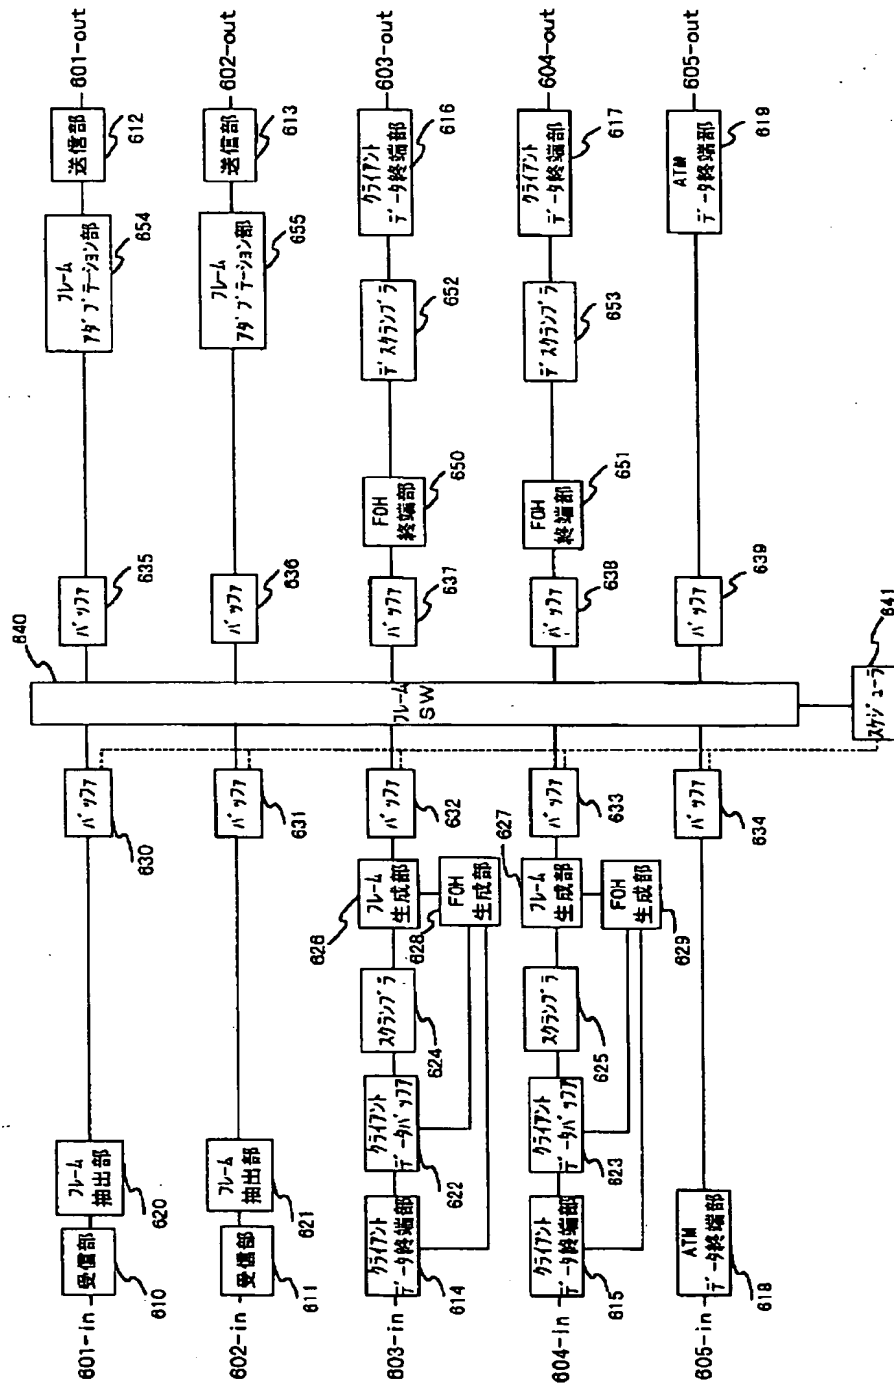 601-in
受信部
610
フレーム
抽出部
620
バッファ
630
640
フレーム
SW
バッファ
635
フレーム
アダプテーション部
654
送信部
612
601-out
602-in
受信部
611
フレーム
抽出部
621
バッファ
631
バッファ
636
フレーム
アダプテーション部
655
送信部
613
602-out
603-in
クライアント
データ終端部
614
クライアント
データバッファ
622
スクランブラ
624
フレーム
生成部
626
FOH
生成部
628
バッファ
632
バッファ
637
FOH
終端部
650
デスクランブラ
652
クライアント
データ終端部
616
603-out
604-in
クライアント
データ終端部
615
クライアント
データバッファ
623
スクランブラ
625
フレーム
生成部
627
FOH
生成部
629
バッファ
633
バッファ
638
FOH
終端部
651
デスクランブラ
653
クライアント
データ終端部
617
604-out
605-in
ATM
データ終端部
618
バッファ
634
バッファ
639
ATM
データ終端部
619
605-out
スケジューラ
641